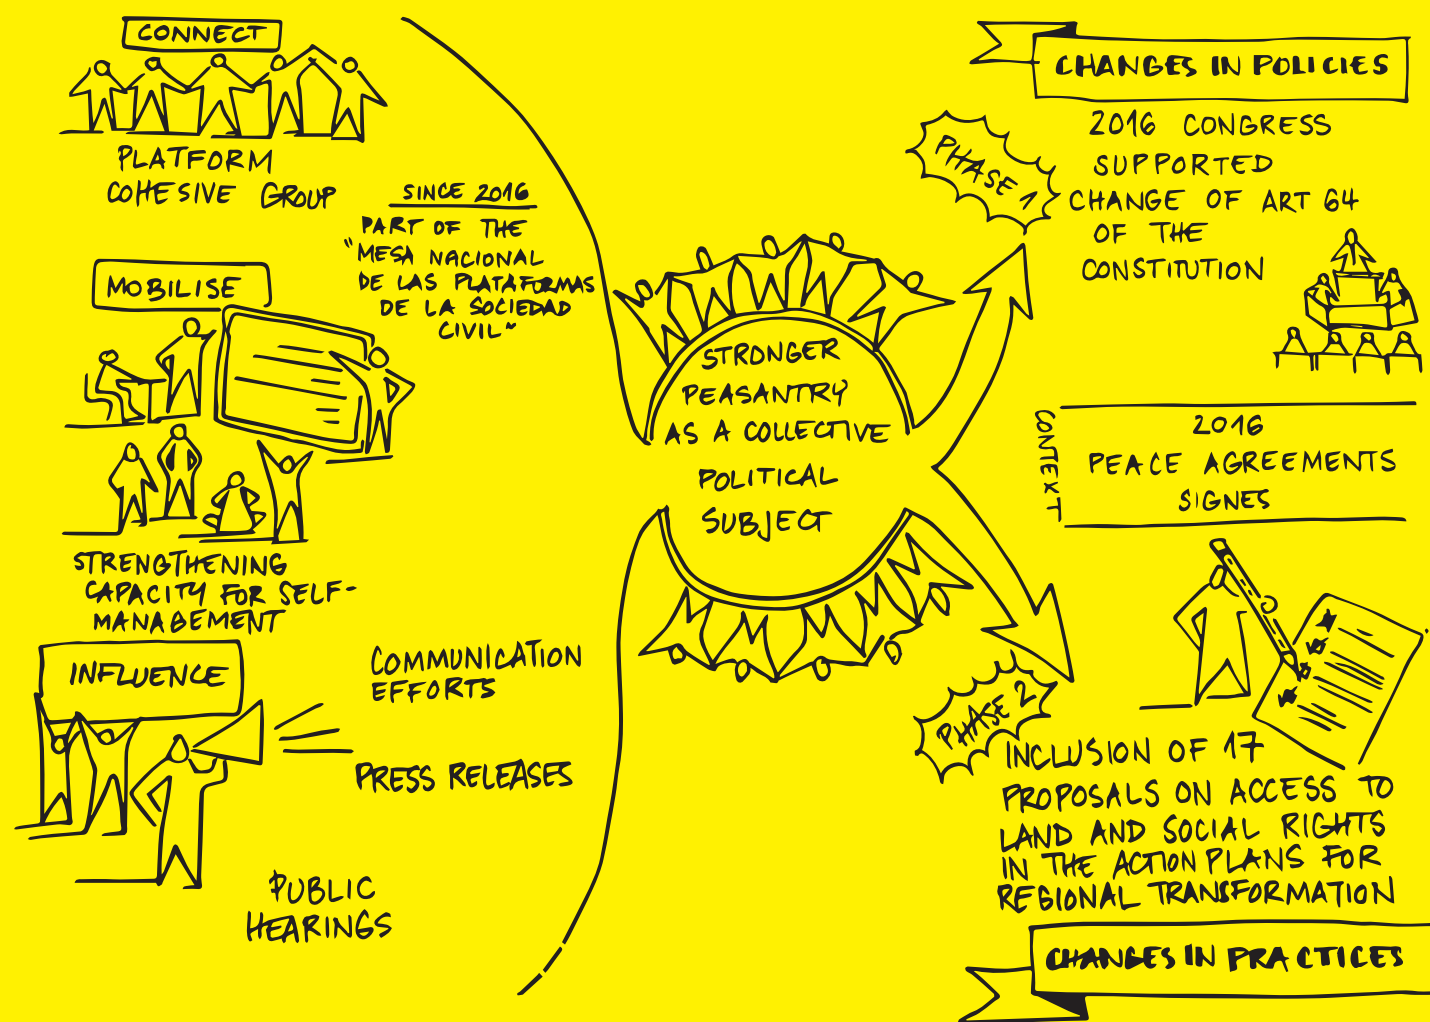 CONNECT
PLATFORM
COHESIVE GROUP
SINCE 2016
PART OF THE
"MESA NACIONAL
DE LAS PLATAFORMAS
DE LA SOCIEDAD
CIVIL"
MOBILISE
STRENGTHENING
CAPACITY FOR SELF-
MANAGEMENT
INFLUENCE
COMMUNICATION
EFFORTS
PRESS RELEASES
PUBLIC
HEARINGS
STRONGER
PEASANTRY
AS A COLLECTIVE
POLITICAL
SUBJECT
CHANGES IN POLICIES
PHASE 1
2016 CONGRESS
SUPPORTED
CHANGE OF ART 64
OF THE
CONSTITUTION
CONTEXT
2016
PEACE AGREEMENTS
SIGNES
PHASE 2
INCLUSION OF 17
PROPOSALS ON ACCESS TO
LAND AND SOCIAL RIGHTS
IN THE ACTION PLANS FOR
REGIONAL TRANSFORMATION
CHANGES IN PRACTICES